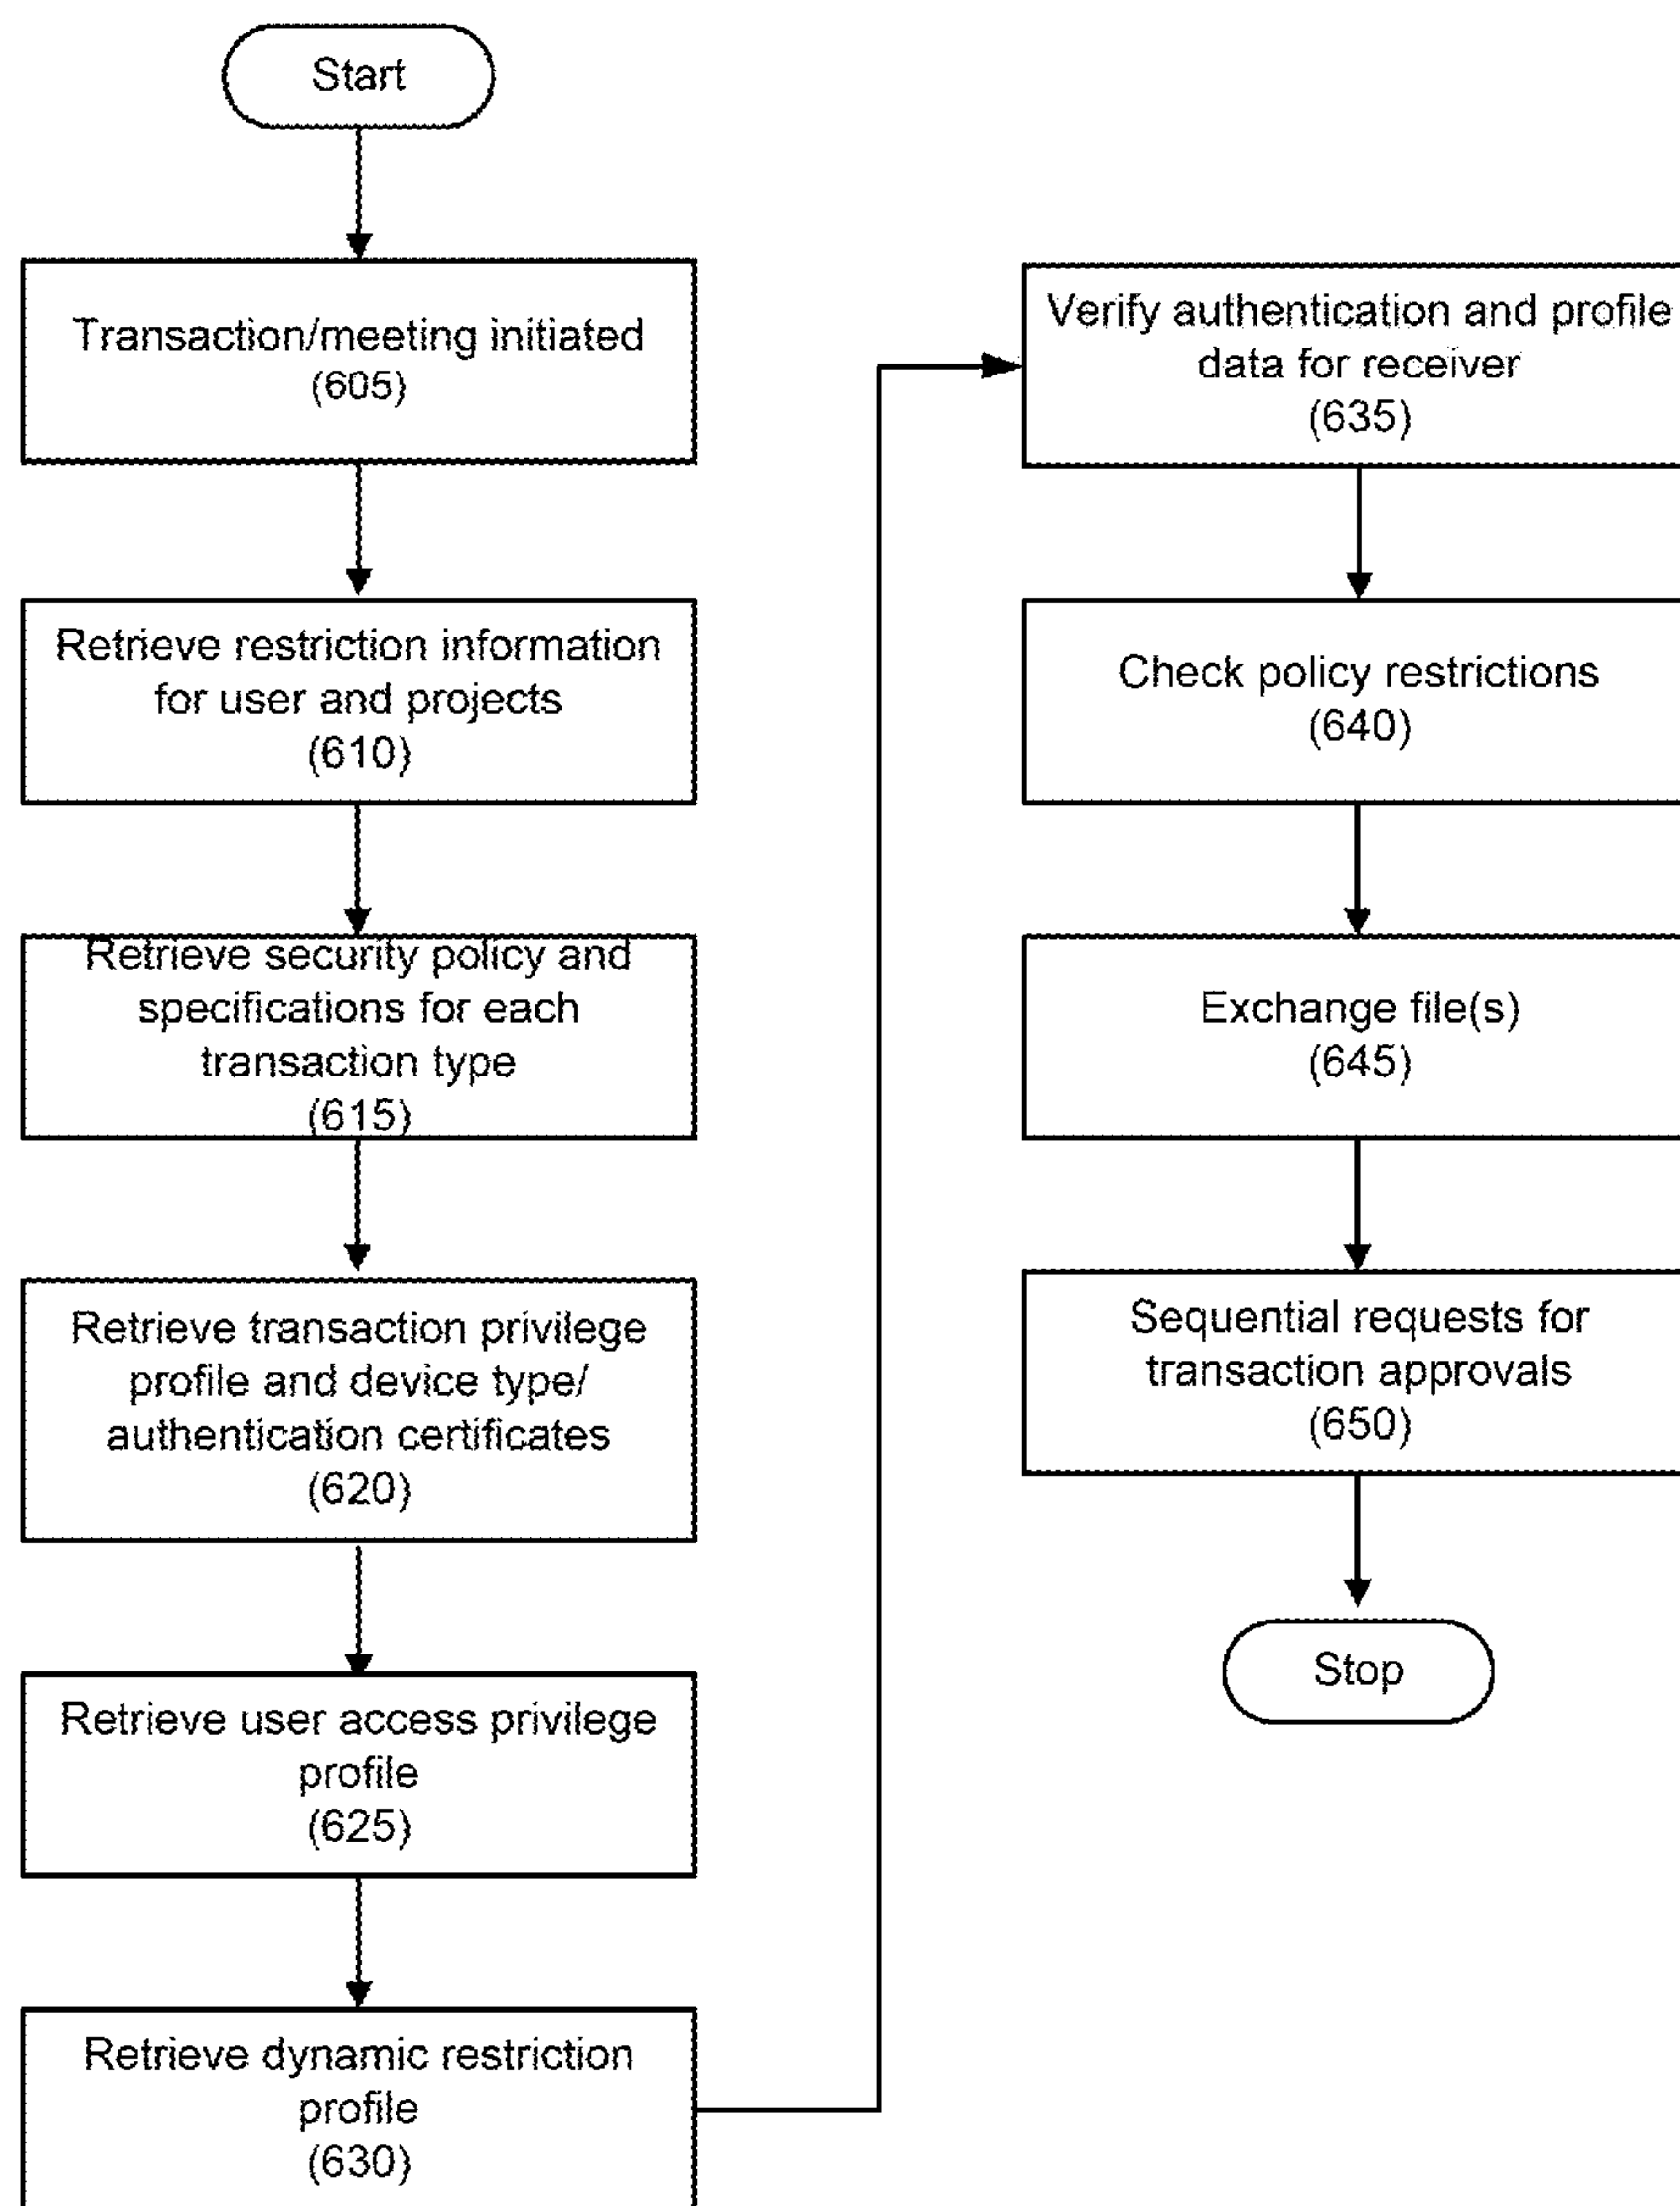 Start
Transaction/meeting initiated
(605)
Retrieve restriction information
for user and projects
(610)
Retrieve security policy and
specifications for each
transaction type
(615)
Retrieve transaction privilege
profile and device type/
authentication certificates
(620)
Retrieve user access privilege
profile
(625)
Retrieve dynamic restriction
profile
(630)
Verify authentication and profile
data for receiver
(635)
Check policy restrictions
(640)
Exchange file(s)
(645)
Sequential requests for
transaction approvals
(650)
Stop